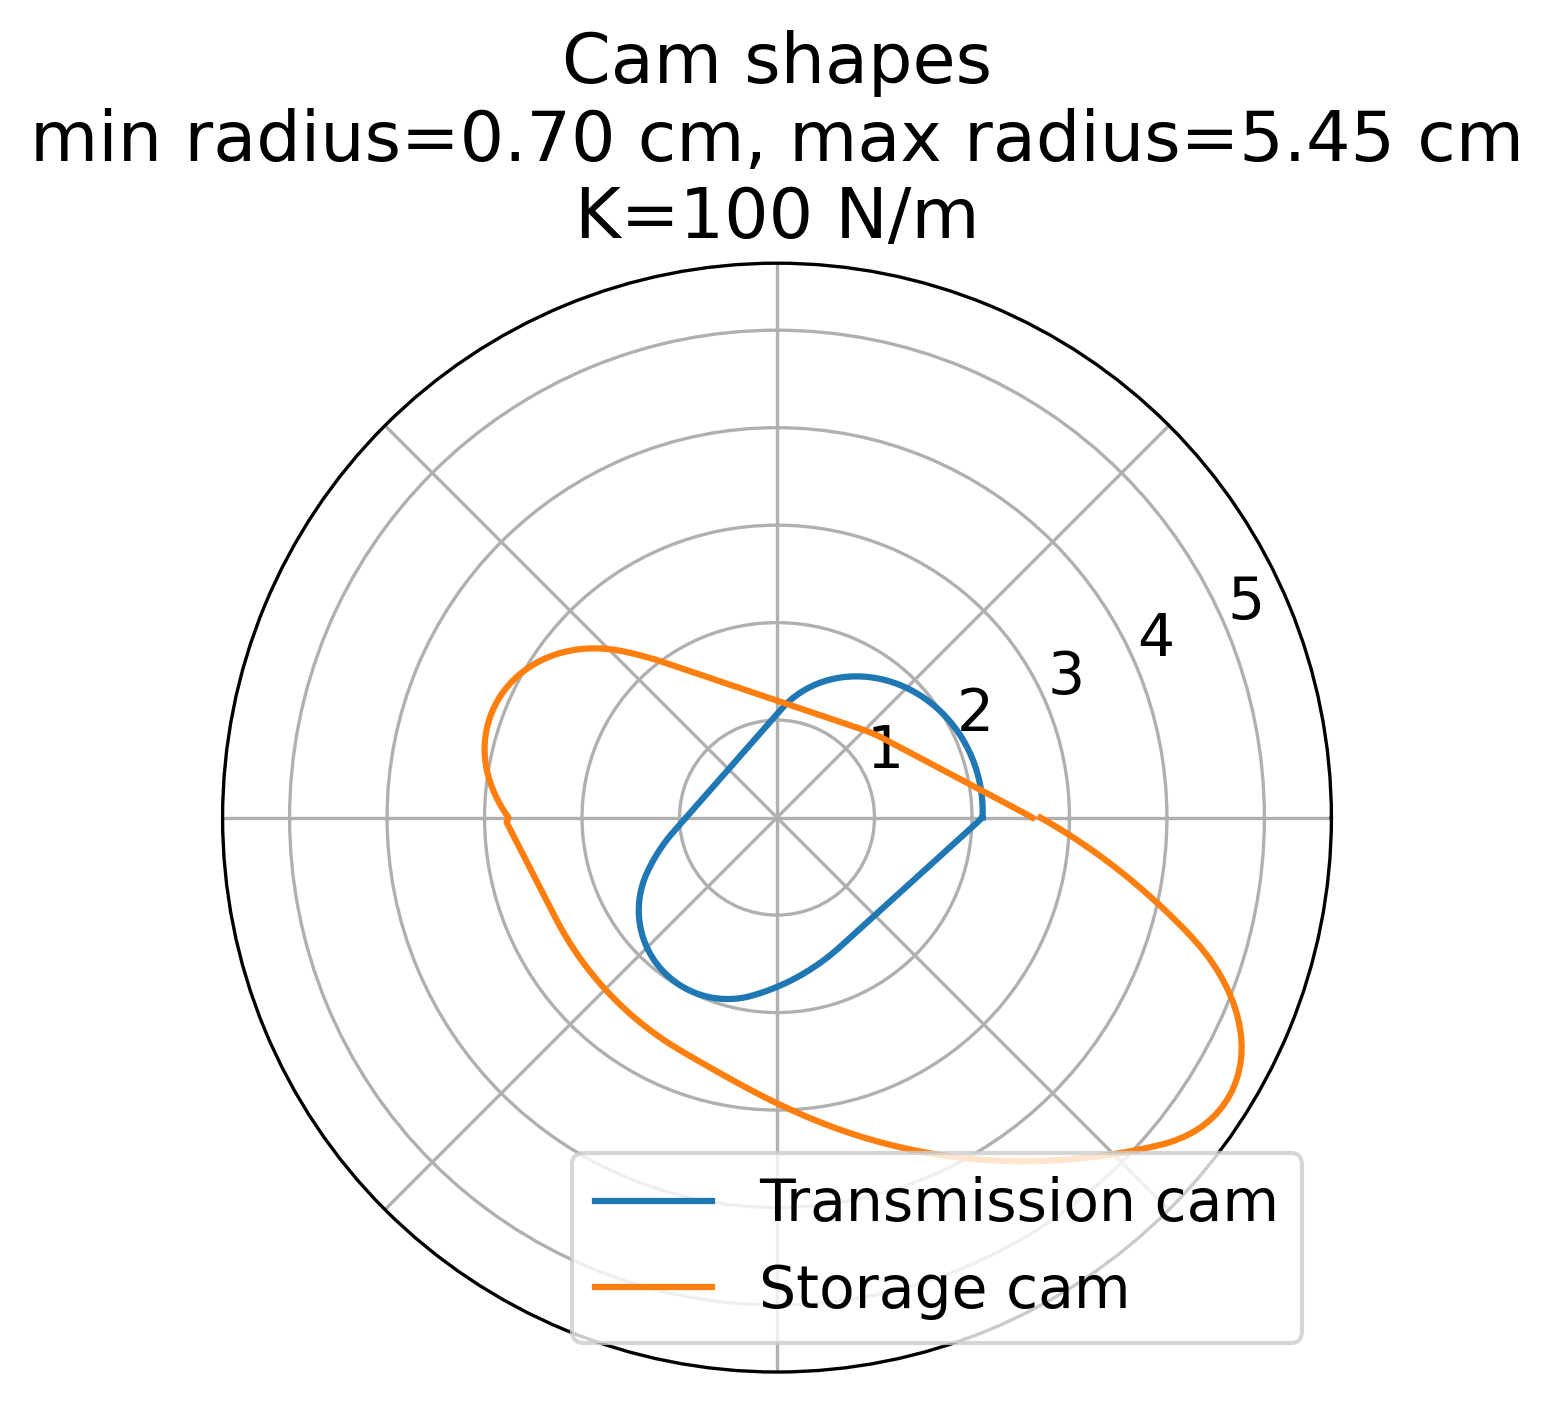 Cam shapes
min radius=0.70 cm, max radius=5.45 cm
K=100 N/m
5
4
3
2
1
Transmission cam
Storage cam